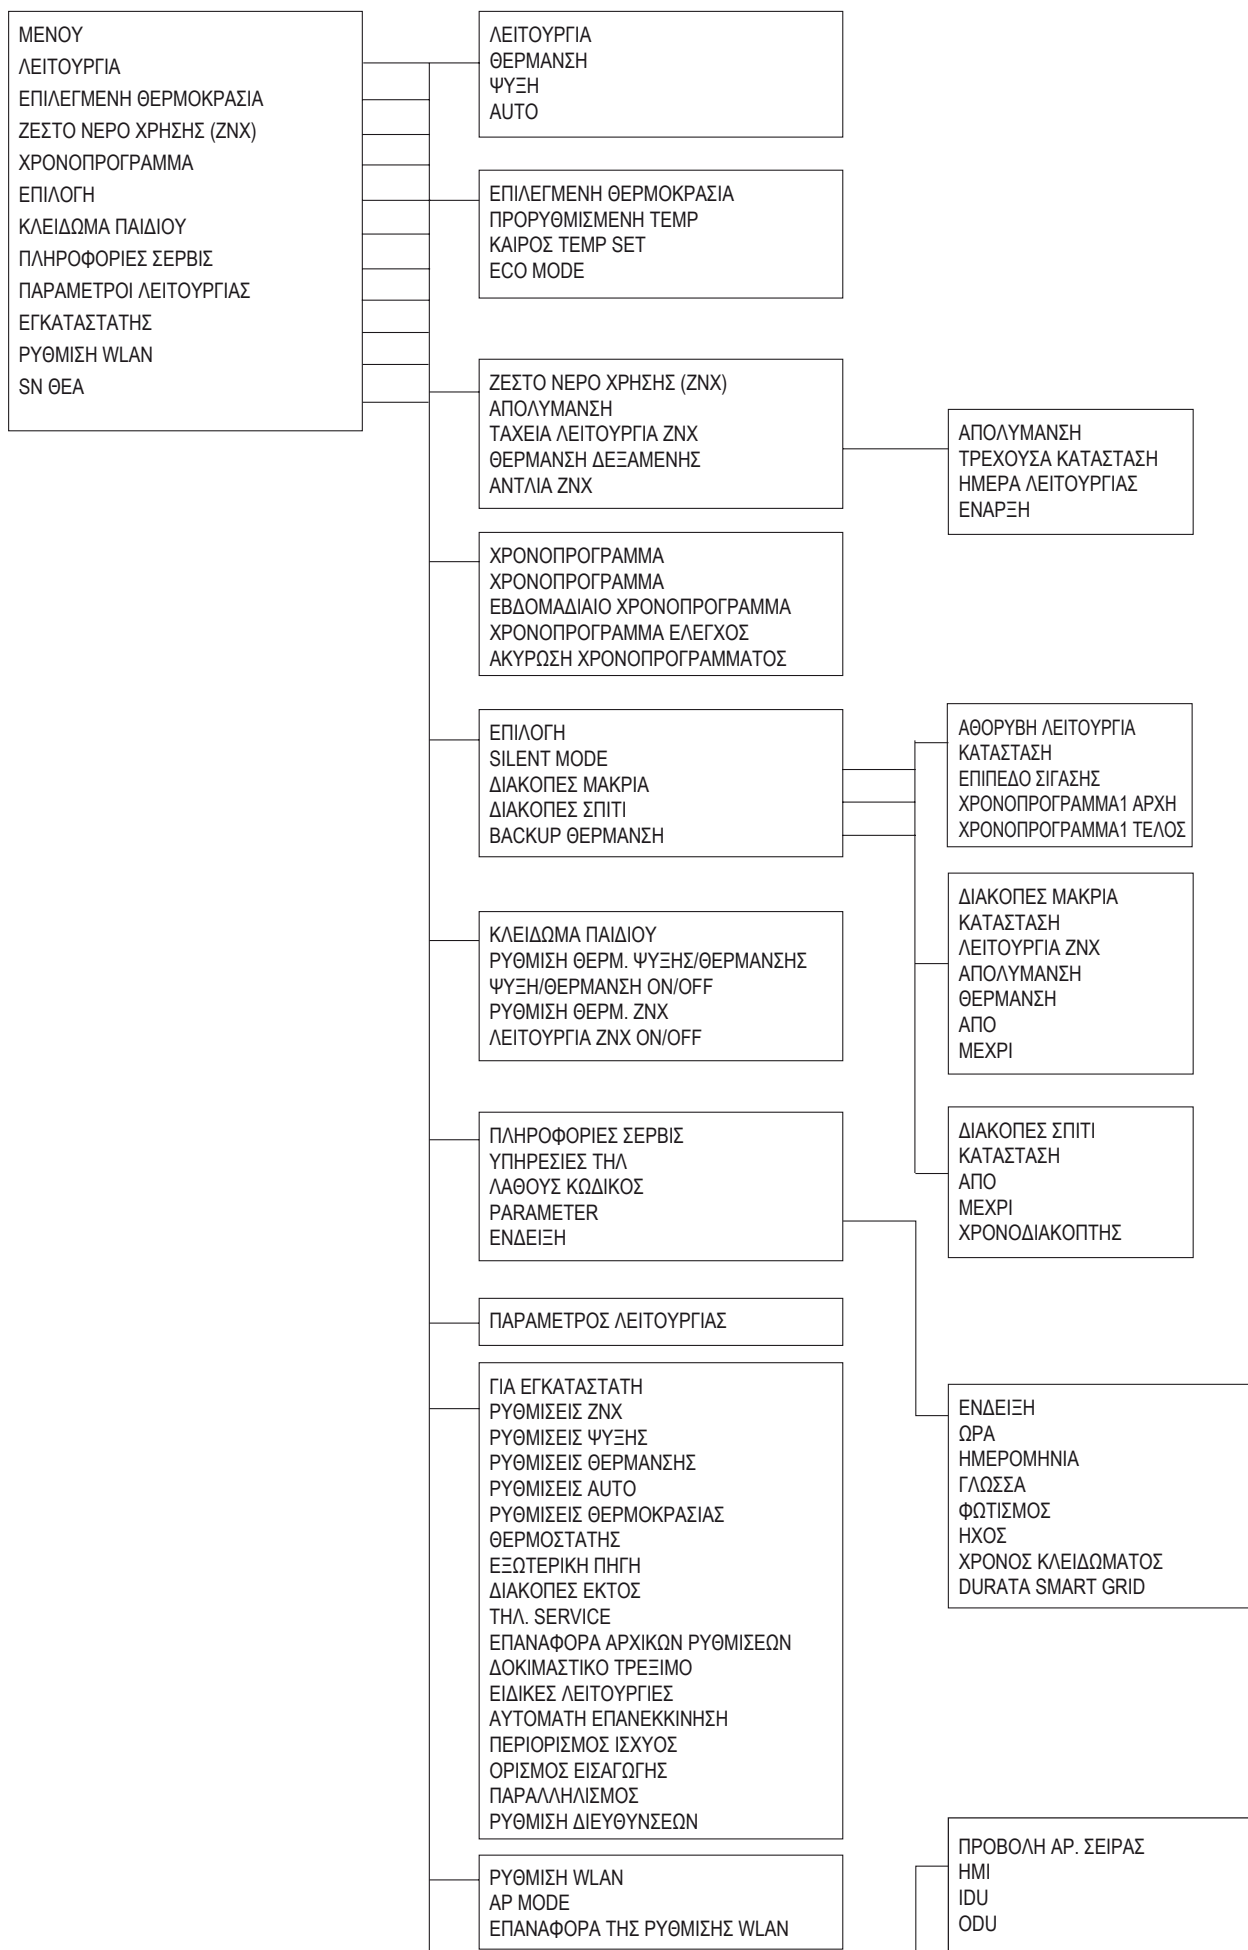 ΜΕΝΟΥ
ΛΕΙΤΟΥΡΓΙΑ
ΕΠΙΛΕΓΜΕΝΗ ΘΕΡΜΟΚΡΑΣΙΑ
ΖΕΣΤΟ ΝΕΡΟ ΧΡΗΣΗΣ (ΖΝΧ)
ΧΡΟΝΟΠΡΟΓΡΑΜΜΑ
ΕΠΙΛΟΓΗ
ΚΛΕΙΔΩΜΑ ΠΑΙΔΙΟΥ
ΠΛΗΡΟΦΟΡΙΕΣ ΣΕΡΒΙΣ
ΠΑΡΑΜΕΤΡΟΙ ΛΕΙΤΟΥΡΓΙΑΣ
ΕΓΚΑΤΑΣΤΑΤΗΣ
ΡΥΘΜΙΣΗ WLAN
SN ΘΕΑ
ΛΕΙΤΟΥΡΓΙΑ
ΘΕΡΜΑΝΣΗ
ΨΥΞΗ
AUTO
ΕΠΙΛΕΓΜΕΝΗ ΘΕΡΜΟΚΡΑΣΙΑ
ΠΡΟΡΥΘΜΙΣΜΕΝΗ TEMP
ΚΑΙΡΟΣ TEMP SET
ECO MODE
ΖΕΣΤΟ ΝΕΡΟ ΧΡΗΣΗΣ (ΖΝΧ)
ΑΠΟΛΥΜΑΝΣΗ
ΤΑΧΕΙΑ ΛΕΙΤΟΥΡΓΙΑ ΖΝΧ
ΘΕΡΜΑΝΣΗ ΔΕΞΑΜΕΝΗΣ
ΑΝΤΛΙΑ ΖΝΧ
ΑΠΟΛΥΜΑΝΣΗ
ΤΡΕΧΟΥΣΑ ΚΑΤΑΣΤΑΣΗ
ΗΜΕΡΑ ΛΕΙΤΟΥΡΓΙΑΣ
ΕΝΑΡΞΗ
ΧΡΟΝΟΠΡΟΓΡΑΜΜΑ
ΧΡΟΝΟΠΡΟΓΡΑΜΜΑ
ΕΒΔΟΜΑΔΙΑΙΟ ΧΡΟΝΟΠΡΟΓΡΑΜΜΑ
ΧΡΟΝΟΠΡΟΓΡΑΜΜΑ ΕΛΕΓΧΟΣ
ΑΚΥΡΩΣΗ ΧΡΟΝΟΠΡΟΓΡΑΜΜΑΤΟΣ
ΕΠΙΛΟΓΗ
SILENT MODE
ΔΙΑΚΟΠΕΣ ΜΑΚΡΙΑ
ΔΙΑΚΟΠΕΣ ΣΠΙΤΙ
BACKUP ΘΕΡΜΑΝΣΗ
ΑΘΟΡΥΒΗ ΛΕΙΤΟΥΡΓΙΑ
ΚΑΤΑΣΤΑΣΗ
ΕΠΙΠΕΔΟ ΣΙΓΑΣΗΣ
ΧΡΟΝΟΠΡΟΓΡΑΜΜΑ1 ΑΡΧΗ
ΧΡΟΝΟΠΡΟΓΡΑΜΜΑ1 ΤΕΛΟΣ
ΔΙΑΚΟΠΕΣ ΜΑΚΡΙΑ
ΚΑΤΑΣΤΑΣΗ
ΛΕΙΤΟΥΡΓΙΑ ΖΝΧ
ΑΠΟΛΥΜΑΝΣΗ
ΘΕΡΜΑΝΣΗ
ΑΠΟ
ΜΕΧΡΙ
ΚΛΕΙΔΩΜΑ ΠΑΙΔΙΟΥ
ΡΥΘΜΙΣΗ ΘΕΡΜ. ΨΥΞΗΣ/ΘΕΡΜΑΝΣΗΣ
ΨΥΞΗ/ΘΕΡΜΑΝΣΗ ON/OFF
ΡΥΘΜΙΣΗ ΘΕΡΜ. ΖΝΧ
ΛΕΙΤΟΥΡΓΙΑ ΖΝΧ ON/OFF
ΔΙΑΚΟΠΕΣ ΣΠΙΤΙ
ΚΑΤΑΣΤΑΣΗ
ΑΠΟ
ΜΕΧΡΙ
ΧΡΟΝΟΔΙΑΚΟΠΤΗΣ
ΠΛΗΡΟΦΟΡΙΕΣ ΣΕΡΒΙΣ
ΥΠΗΡΕΣΙΕΣ ΤΗΛ
ΛΑΘΟΥΣ ΚΩΔΙΚΟΣ
PARAMETER
ΕΝΔΕΙΞΗ
ΠΑΡΑΜΕΤΡΟΣ ΛΕΙΤΟΥΡΓΙΑΣ
ΓΙΑ ΕΓΚΑΤΑΣΤΑΤΗ
ΡΥΘΜΙΣΕΙΣ ΖΝΧ
ΡΥΘΜΙΣΕΙΣ ΨΥΞΗΣ
ΡΥΘΜΙΣΕΙΣ ΘΕΡΜΑΝΣΗΣ
ΡΥΘΜΙΣΕΙΣ AUTO
ΡΥΘΜΙΣΕΙΣ ΘΕΡΜΟΚΡΑΣΙΑΣ
ΘΕΡΜΟΣΤΑΤΗΣ
ΕΞΩΤΕΡΙΚΗ ΠΗΓΗ
ΔΙΑΚΟΠΕΣ ΕΚΤΟΣ
ΤΗΛ. SERVICE
ΕΠΑΝΑΦΟΡΑ ΑΡΧΙΚΩΝ ΡΥΘΜΙΣΕΩΝ
ΔΟΚΙΜΑΣΤΙΚΟ ΤΡΕΞΙΜΟ
ΕΙΔΙΚΕΣ ΛΕΙΤΟΥΡΓΙΕΣ
ΑΥΤΟΜΑΤΗ ΕΠΑΝΕΚΚΙΝΗΣΗ
ΠΕΡΙΟΡΙΣΜΟΣ ΙΣΧΥΟΣ
ΟΡΙΣΜΟΣ ΕΙΣΑΓΩΓΗΣ
ΠΑΡΑΛΛΗΛΙΣΜΟΣ
ΡΥΘΜΙΣΗ ΔΙΕΥΘΥΝΣΕΩΝ
ΕΝΔΕΙΞΗ
ΩΡΑ
ΗΜΕΡΟΜΗΝΙΑ
ΓΛΩΣΣΑ
ΦΩΤΙΣΜΟΣ
ΗΧΟΣ
ΧΡΟΝΟΣ ΚΛΕΙΔΩΜΑΤΟΣ
DURATA SMART GRID
ΡΥΘΜΙΣΗ WLAN
AP MODE
ΕΠΑΝΑΦΟΡΑ ΤΗΣ ΡΥΘΜΙΣΗΣ WLAN
ΠΡΟΒΟΛΗ ΑΡ. ΣΕΙΡΑΣ
HMI
IDU
ODU